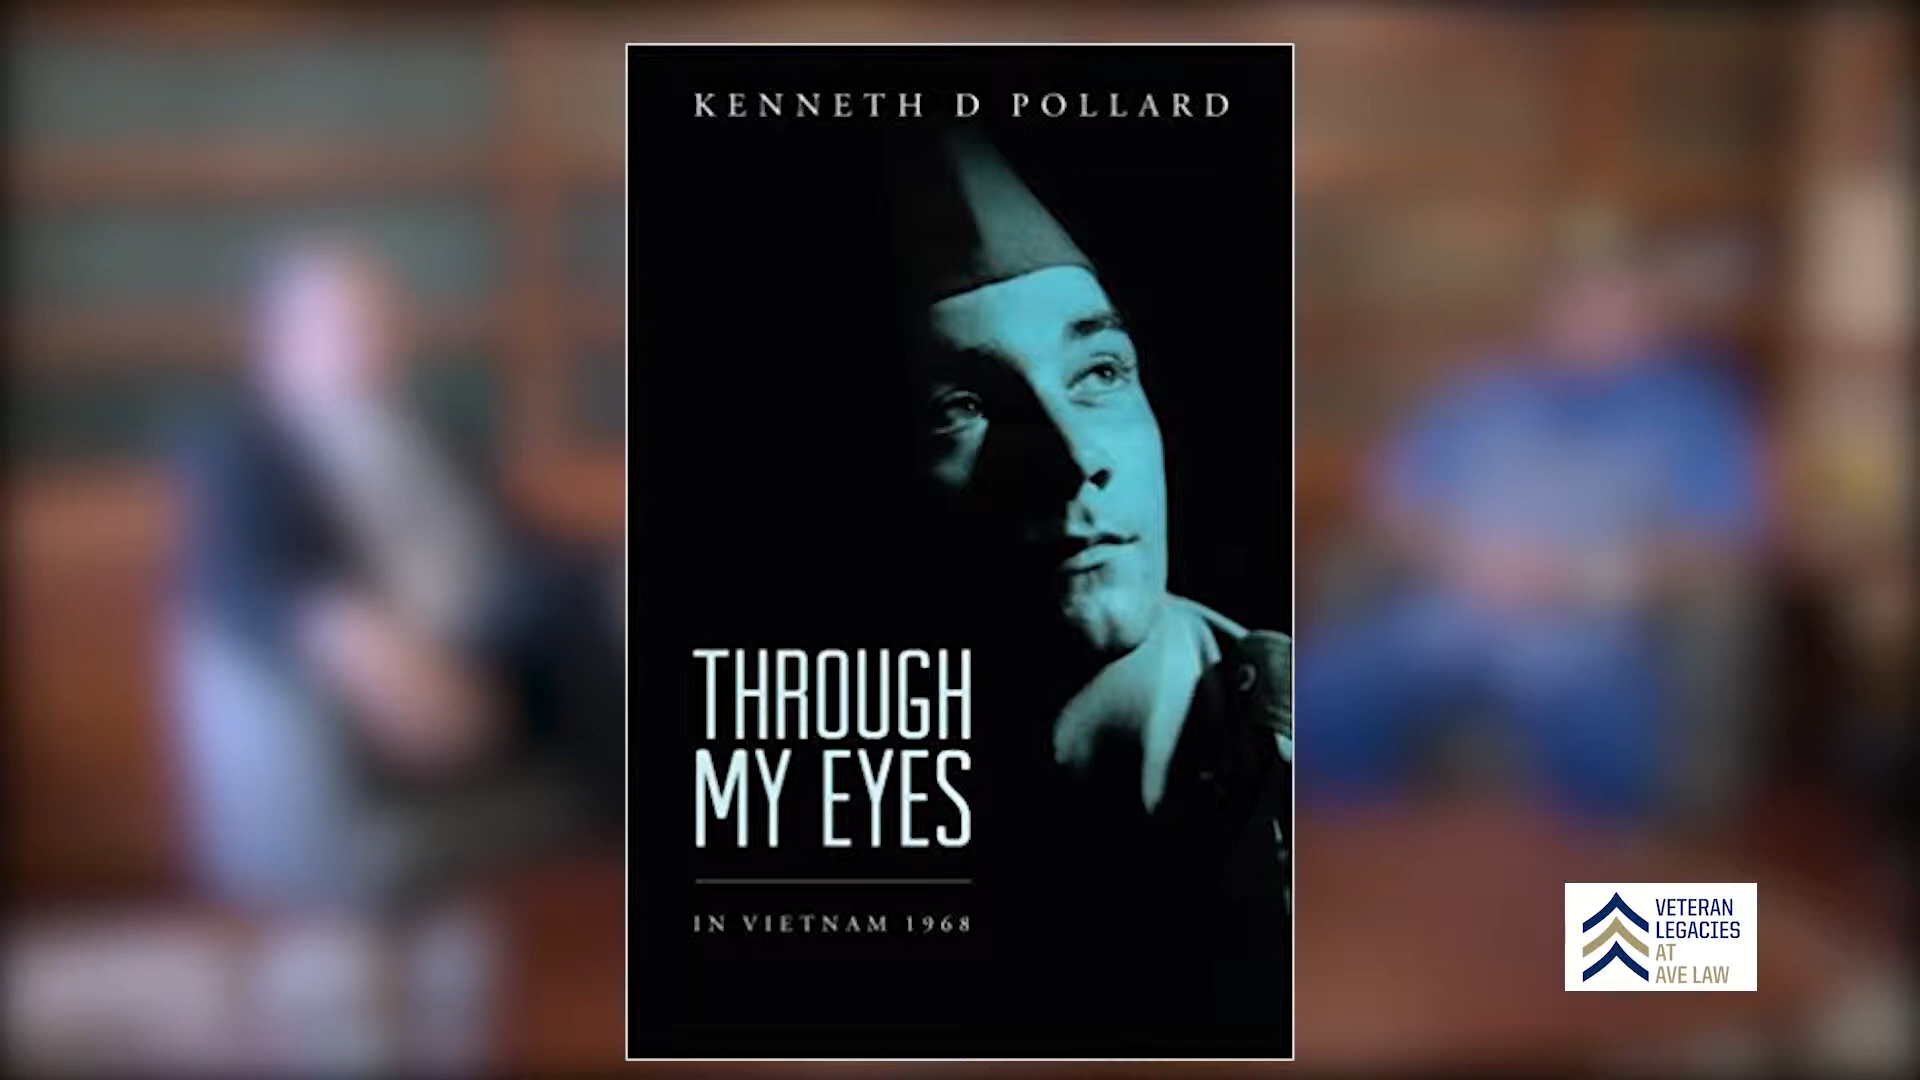 KENNETH D POLLARD
THROUGH
MY EYES
IN VIETNAM 1968
VETERAN
LEGACIES
AT
AVE LAW